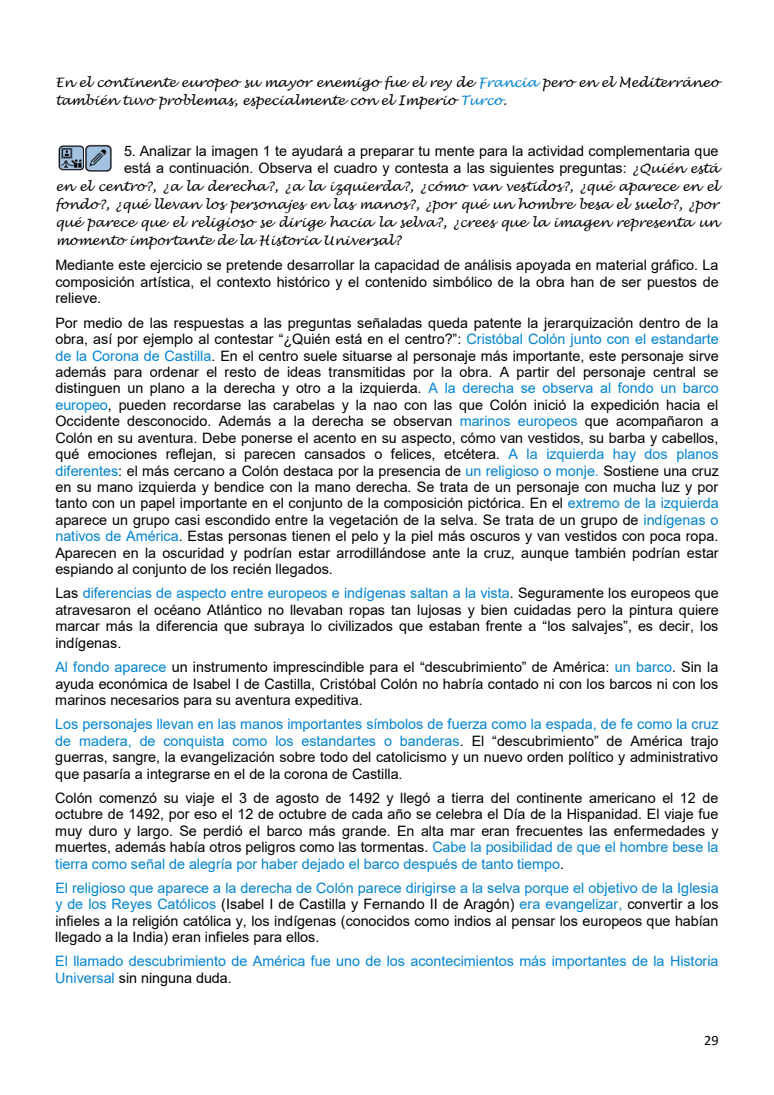 En el continente europeo su mayor enemigo fue el rey de Francia pero en el Mediterráneo
también tuvo problemas, especialmente con el Imperio Turco.
5. Analizar la imagen 1 te ayudará a preparar tu mente para la actividad complementaria que
está a continuación. Observa el cuadro y contesta a las siguientes preguntas: ¿Quién está
en el centro?, ¿a la derecha?, ¿a la izquierda?, ¿cómo van vestidos?, ¿qué aparece en el
fondo?, ¿qué llevan los personajes en las manos?, ¿por qué un hombre besa el suelo?, ¿por
qué parece que el religioso se dirige hacia la selva?, ¿crees que la imagen representa un
momento importante de la Historia Universal?
Mediante este ejercicio se pretende desarrollar la capacidad de análisis apoyada en material gráfico. La
composición artística, el contexto histórico y el contenido simbólico de la obra han de ser puestos de
relieve.
Por medio de las respuestas a las preguntas señaladas queda patente la jerarquización dentro de la
obra, así por ejemplo al contestar “¿Quién está en el centro?”: Cristóbal Colón junto con el estandarte
de la Corona de Castilla. En el centro suele situarse al personaje más importante, este personaje sirve
además para ordenar el resto de ideas transmitidas por la obra. A partir del personaje central se
distinguen un plano a la derecha y otro a la izquierda. A la derecha se observa al fondo un barco
europeo, pueden recordarse las carabelas y la nao con las que Colón inició la expedición hacia el
Occidente desconocido. Además a la derecha se observan marinos europeos que acompañaron a
Colón en su aventura. Debe ponerse el acento en su aspecto, cómo van vestidos, su barba y cabellos,
qué emociones reflejan, si parecen cansados o felices, etcétera. A la izquierda hay dos planos
diferentes: el más cercano a Colón destaca por la presencia de un religioso o monje. Sostiene una cruz
en su mano izquierda y bendice con la mano derecha. Se trata de un personaje con mucha luz y por
tanto con un papel importante en el conjunto de la composición pictórica. En el extremo de la izquierda
aparece un grupo casi escondido entre la vegetación de la selva. Se trata de un grupo de indígenas o
nativos de América. Estas personas tienen el pelo y la piel más oscuros y van vestidos con poca ropa.
Aparecen en la oscuridad y podrían estar arrodillándose ante la cruz, aunque también podrían estar
espiando al conjunto de los recién llegados.
Las diferencias de aspecto entre europeos e indígenas saltan a la vista. Seguramente los europeos que
atravesaron el océano Atlántico no llevaban ropas tan lujosas y bien cuidadas pero la pintura quiere
marcar más la diferencia que subraya lo civilizados que estaban frente a “los salvajes”, es decir, los
indígenas.
Al fondo aparece un instrumento imprescindible para el “descubrimiento” de América: un barco. Sin la
ayuda económica de Isabel I de Castilla, Cristóbal Colón no habría contado ni con los barcos ni con los
marinos necesarios para su aventura expeditiva.
Los personajes llevan en las manos importantes símbolos de fuerza como la espada, de fe como la cruz
de madera, de conquista como los estandartes o banderas. El “descubrimiento” de América trajo
guerras, sangre, la evangelización sobre todo del catolicismo y un nuevo orden político y administrativo
que pasaría a integrarse en el de la corona de Castilla.
Colón comenzó su viaje el 3 de agosto de 1492 y llegó a tierra del continente americano el 12 de
octubre de 1492, por eso el 12 de octubre de cada año se celebra el Día de la Hispanidad. El viaje fue
muy duro y largo. Se perdió el barco más grande. En alta mar eran frecuentes las enfermedades y
muertes, además había otros peligros como las tormentas. Cabe la posibilidad de que el hombre bese la
tierra como señal de alegría por haber dejado el barco después de tanto tiempo.
El religioso que aparece a la derecha de Colón parece dirigirse a la selva porque el objetivo de la Iglesia
y de los Reyes Católicos (Isabel I de Castilla y Fernando II de Aragón) era evangelizar, convertir a los
infieles a la religión católica y, los indígenas (conocidos como indios al pensar los europeos que habían
llegado a la India) eran infieles para ellos.
El llamado descubrimiento de América fue uno de los acontecimientos más importantes de la Historia
Universal sin ninguna duda.
29